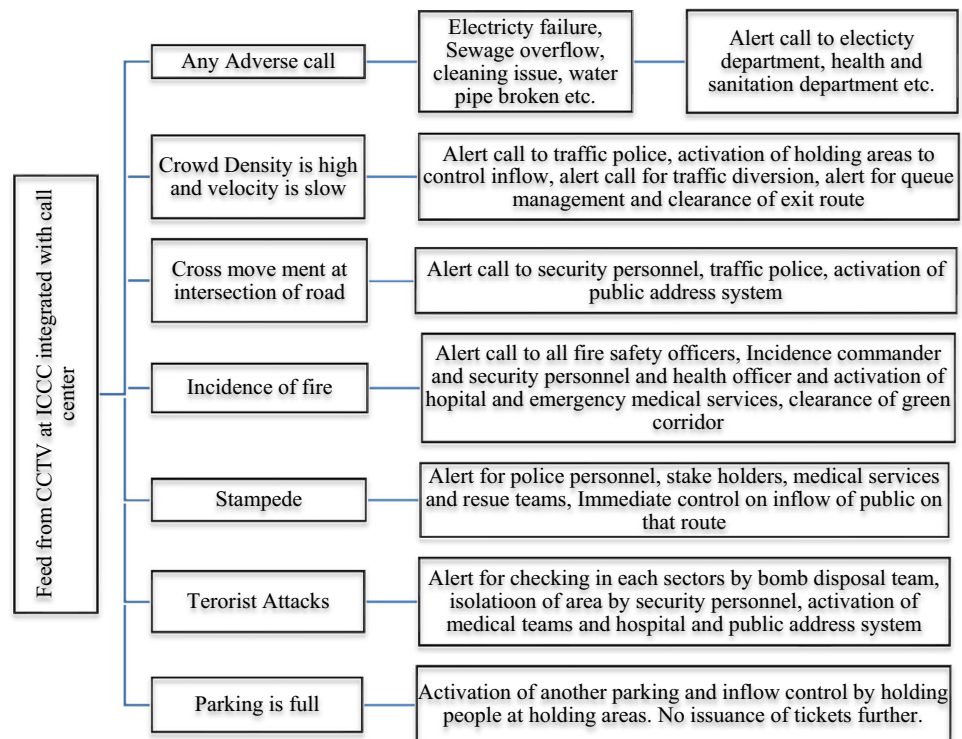 Feed from CCTV at ICCC integrated with call
center
Any Adverse call
Electricty failure,
Sewage overflow,
cleaning issue, water
pipe broken etc.
Alert call to electicty
department, health and
sanitation department etc.
Crowd Density is high
and velocity is slow
Alert call to traffic police, activation of holding areas to
control inflow, alert call for traffic diversion, alert for queue
management and clearance of exit route
Cross move ment at
intersection of road
Alert call to security personnel, traffic police, activation of
public address system
Incidence of fire
Alert call to all fire safety officers, Incidence commander
and security personnel and health officer and activation of
hopital and emergency medical services, clearance of green
corridor
Stampede
Alert for police personnel, stake holders, medical services
and resue teams, Immediate control on inflow of public on
that route
Terorist Attacks
Alert for checking in each sectors by bomb disposal team,
isolatioon of area by security personnel, activation of
medical teams and hospital and public address system
Parking is full
Activation of another parking and inflow control by holding
people at holding areas. No issuance of tickets further.